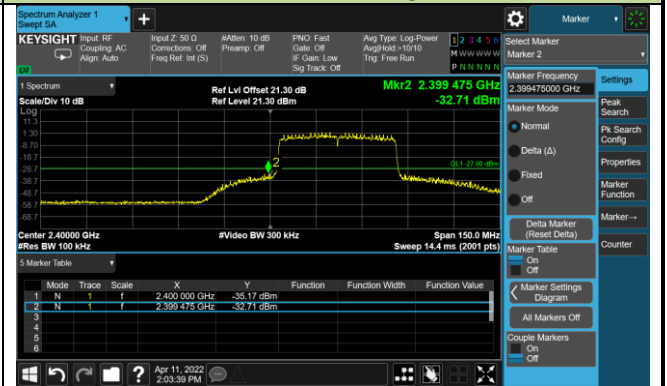 Spectrum Analyzer 1
Swept SA
+
Marker
KEYSIGHT Input: RF Input Z: 50 Ω #Atten: 10 dB PNO: Fast Avg Type: Log-Power 1 2 3 4 5 6
Coupling: AC Corrections: Off Preamp: Off Gate: Off Avg|Hold:>10/10 M W W W W W
Align: Auto Freq Ref: Int (S) IF Gain: Low Trig: Free Run
Sig Track: Off P N N N N N
Select Marker
Marker 2
Marker Frequency
2.399475000 GHz
Settings
1 Spectrum Ref Lvl Offset 21.30 dB Mkr2 2.399 475 GHz
Scale/Div 10 dB Ref Level 21.30 dBm -32.71 dBm
Log
11.3
1.30
-8.70
-18.7
-28.7
-38.7
-48.7
-58.7
-68.7
2
DL1 -27.90 dBm
Center 2.40000 GHz #Video BW 300 kHz Span 150.0 MHz
#Res BW 100 kHz Sweep 14.4 ms (2001 pts)
Marker Mode
Normal
Delta (Δ)
Fixed
Off
Delta Marker
(Reset Delta)
Marker Table
On
Off
Marker Settings
Diagram
All Markers Off
Couple Markers
On
Off
Peak
Search
Pk Search
Config
Properties
Marker
Function
Marker→
Counter
5 Marker Table
Mode Trace Scale X Y Function Function Width Function Value
1 N 1 f 2.400 000 GHz -35.17 dBm
2 N 1 f 2.399 475 GHz -32.71 dBm
3
4
5
6
? Apr 11, 2022
2:03:39 PM